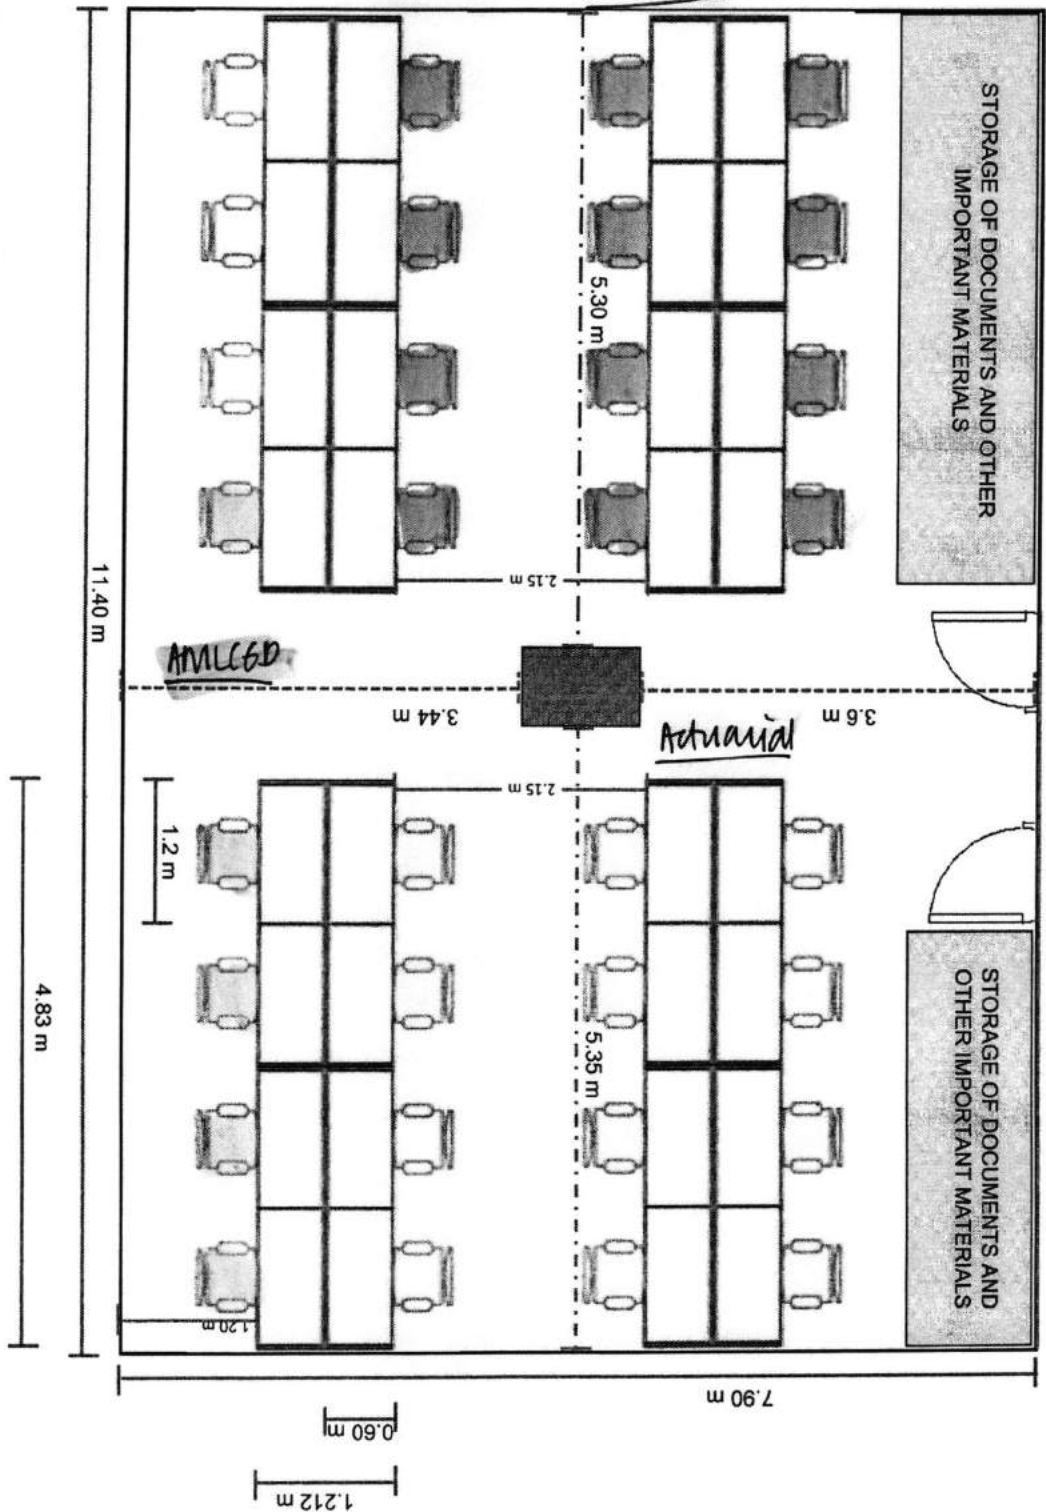 STORAGE OF DOCUMENTS AND OTHER
IMPORTANT MATERIALS
5.30 m
2.15 m
11.40 m
AMLCGD
3.44 m
3.6 m
Actuarial
2.15 m
1.2 m
4.83 m
5.35 m
STORAGE OF DOCUMENTS AND
OTHER IMPORTANT MATERIALS
1.20 m
7.90 m
0.60 m
1.212 m